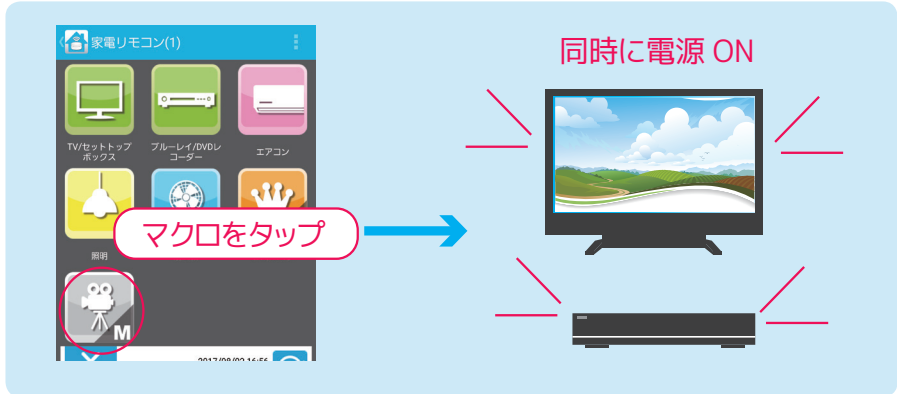 家電リモコン(1)
TV/セットトップ
ボックス
ブルーレイ/DVDレ
コーダー
エアコン
照明
マクロをタップ
M
同時に電源 ON